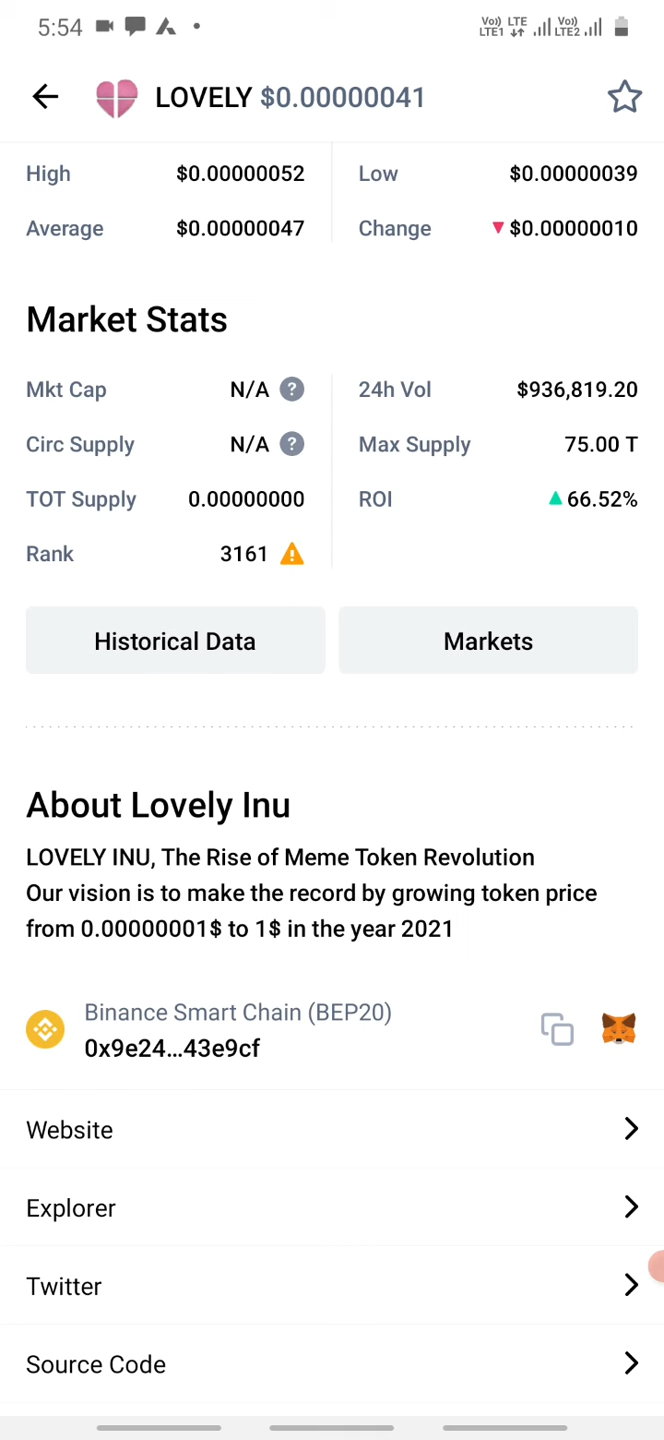 5:54 Vo) LTE LTE1 Vo) LTE2
LOVELY $0.00000041
High $0.00000052 Low $0.00000039
Average $0.00000047 Change ▼ $0.00000010
Market Stats
Mkt Cap N/A ? 24h Vol $936,819.20
Circ Supply N/A ? Max Supply 75.00 T
TOT Supply 0.00000000 ROI ▲ 66.52%
Rank 3161
Historical Data Markets
About Lovely Inu
LOVELY INU, The Rise of Meme Token Revolution
Our vision is to make the record by growing token price
from 0.00000001$ to 1$ in the year 2021
Binance Smart Chain (BEP20)
0x9e24...43e9cf
Website
Explorer
Twitter
Source Code